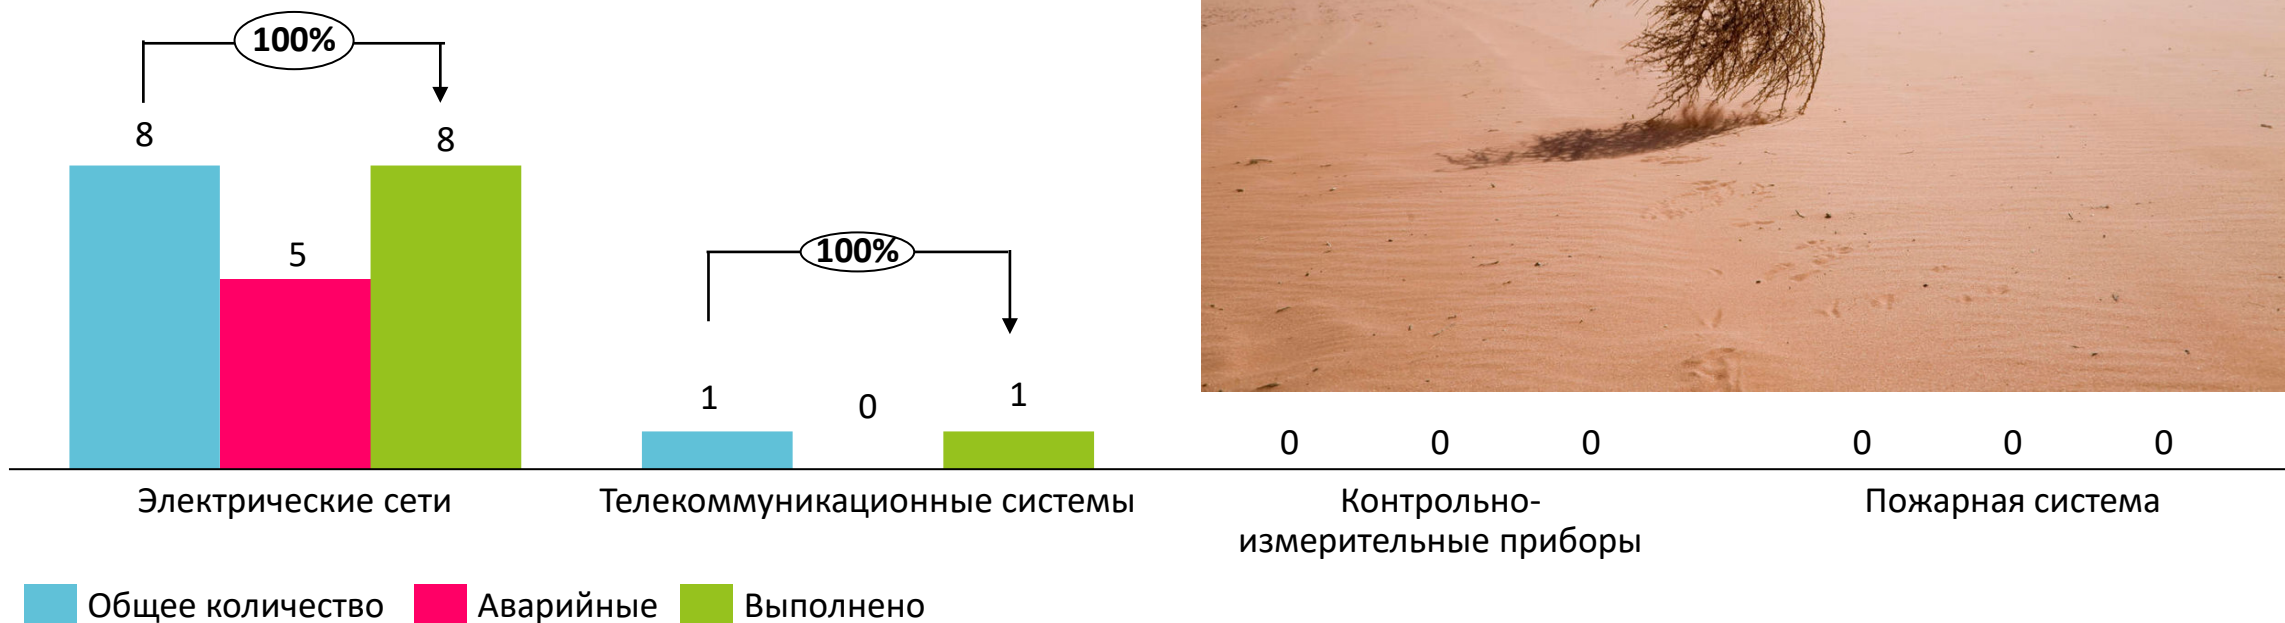 100%
8
8
5
100%
1
0
1
0 0 0
0 0 0
Электрические сети
Телекоммуникационные системы
Контрольно-
измерительные приборы
Пожарная система
Общее количество
Аварийные
Выполнено